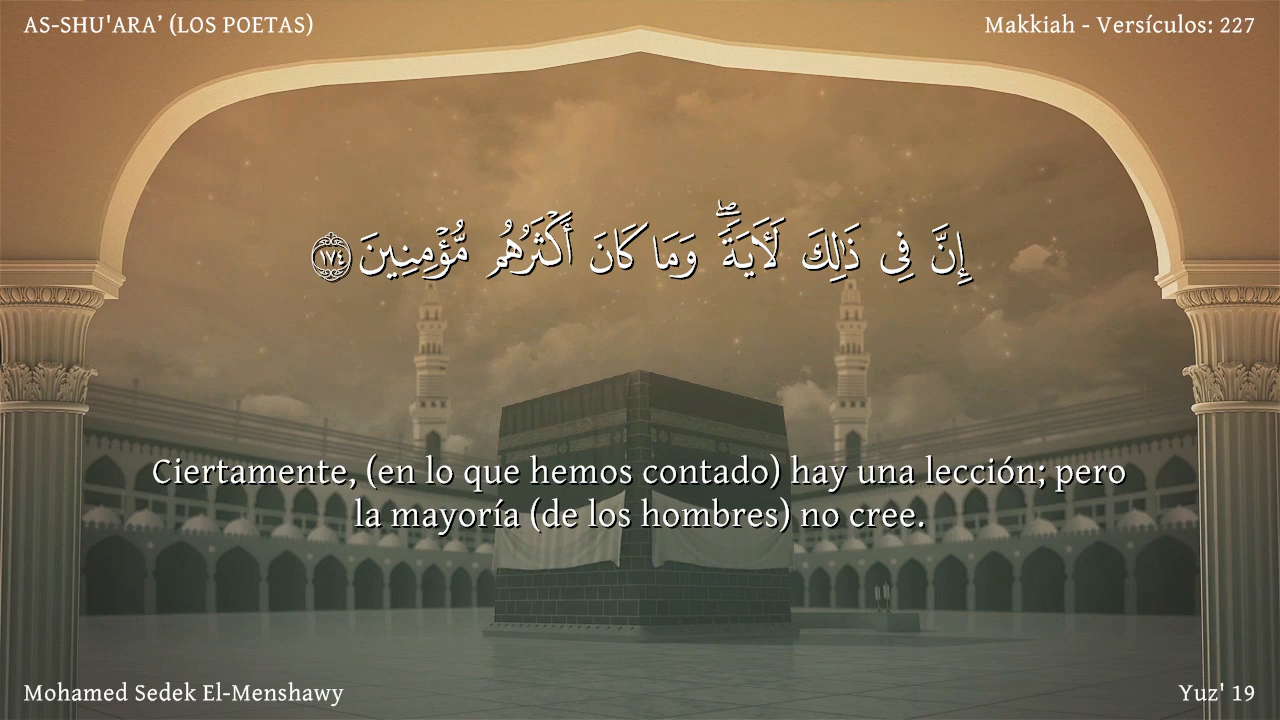 AS-SHU'ARA’ (LOS POETAS)
Makkiah - Versículos: 227
إِنَّ فِى ذَٰلِكَ لَأَيَةً ۖ وَمَا كَانَ أَكْثَرُهُم مُّؤْمِنِينَ ١٧٤
Ciertamente, (en lo que hemos contado) hay una lección; pero
la mayoría (de los hombres) no cree.
Mohamed Sedek El-Menshawy
Yuz' 19